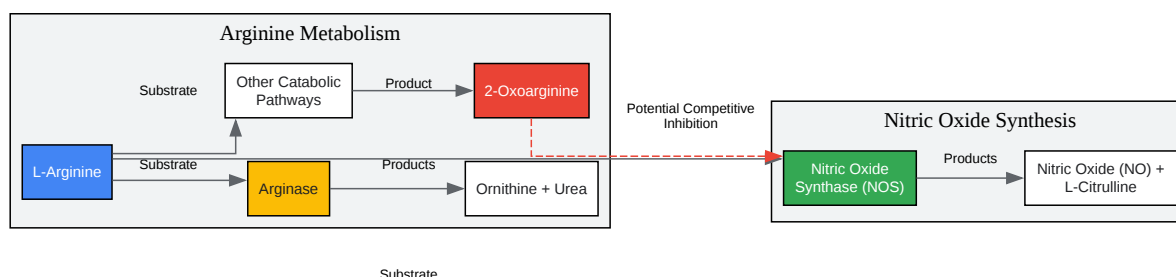 Arginine Metabolism
Substrate
Other Catabolic
Pathways
Product
2-Oxoarginine
Potential Competitive
Inhibition
Nitric Oxide Synthesis
L-Arginine
Substrate
Arginase
Products
Ornithine + Urea
Nitric Oxide
Synthase (NOS)
Products
Nitric Oxide (NO) +
L-Citrulline
Substrate